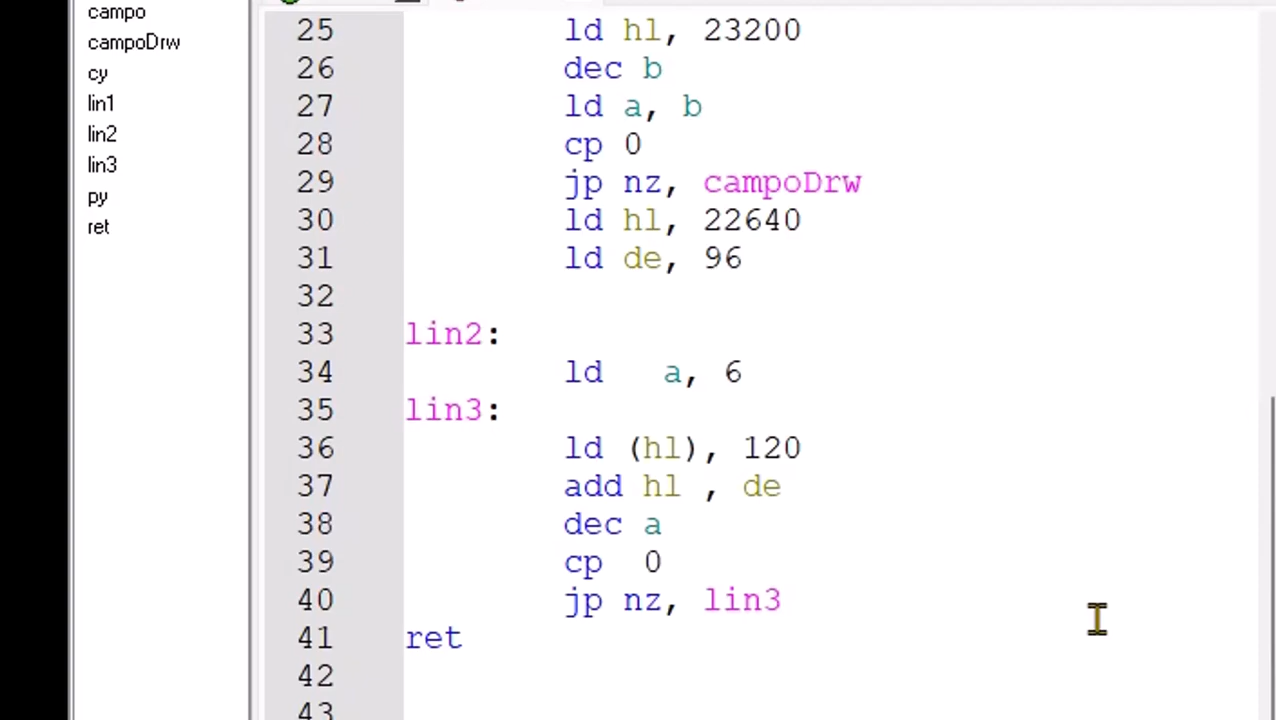 campo
campoDrw
cy
lin1
lin2
lin3
py
ret
25 ld hl, 23200
26 dec b
27 ld a, b
28 cp 0
29 jp nz, campoDrw
30 ld hl, 22640
31 ld de, 96
32
33 lin2:
34 ld a, 6
35 lin3:
36 ld (hl), 120
37 add hl , de
38 dec a
39 cp 0
40 jp nz, lin3
41 ret
42
43